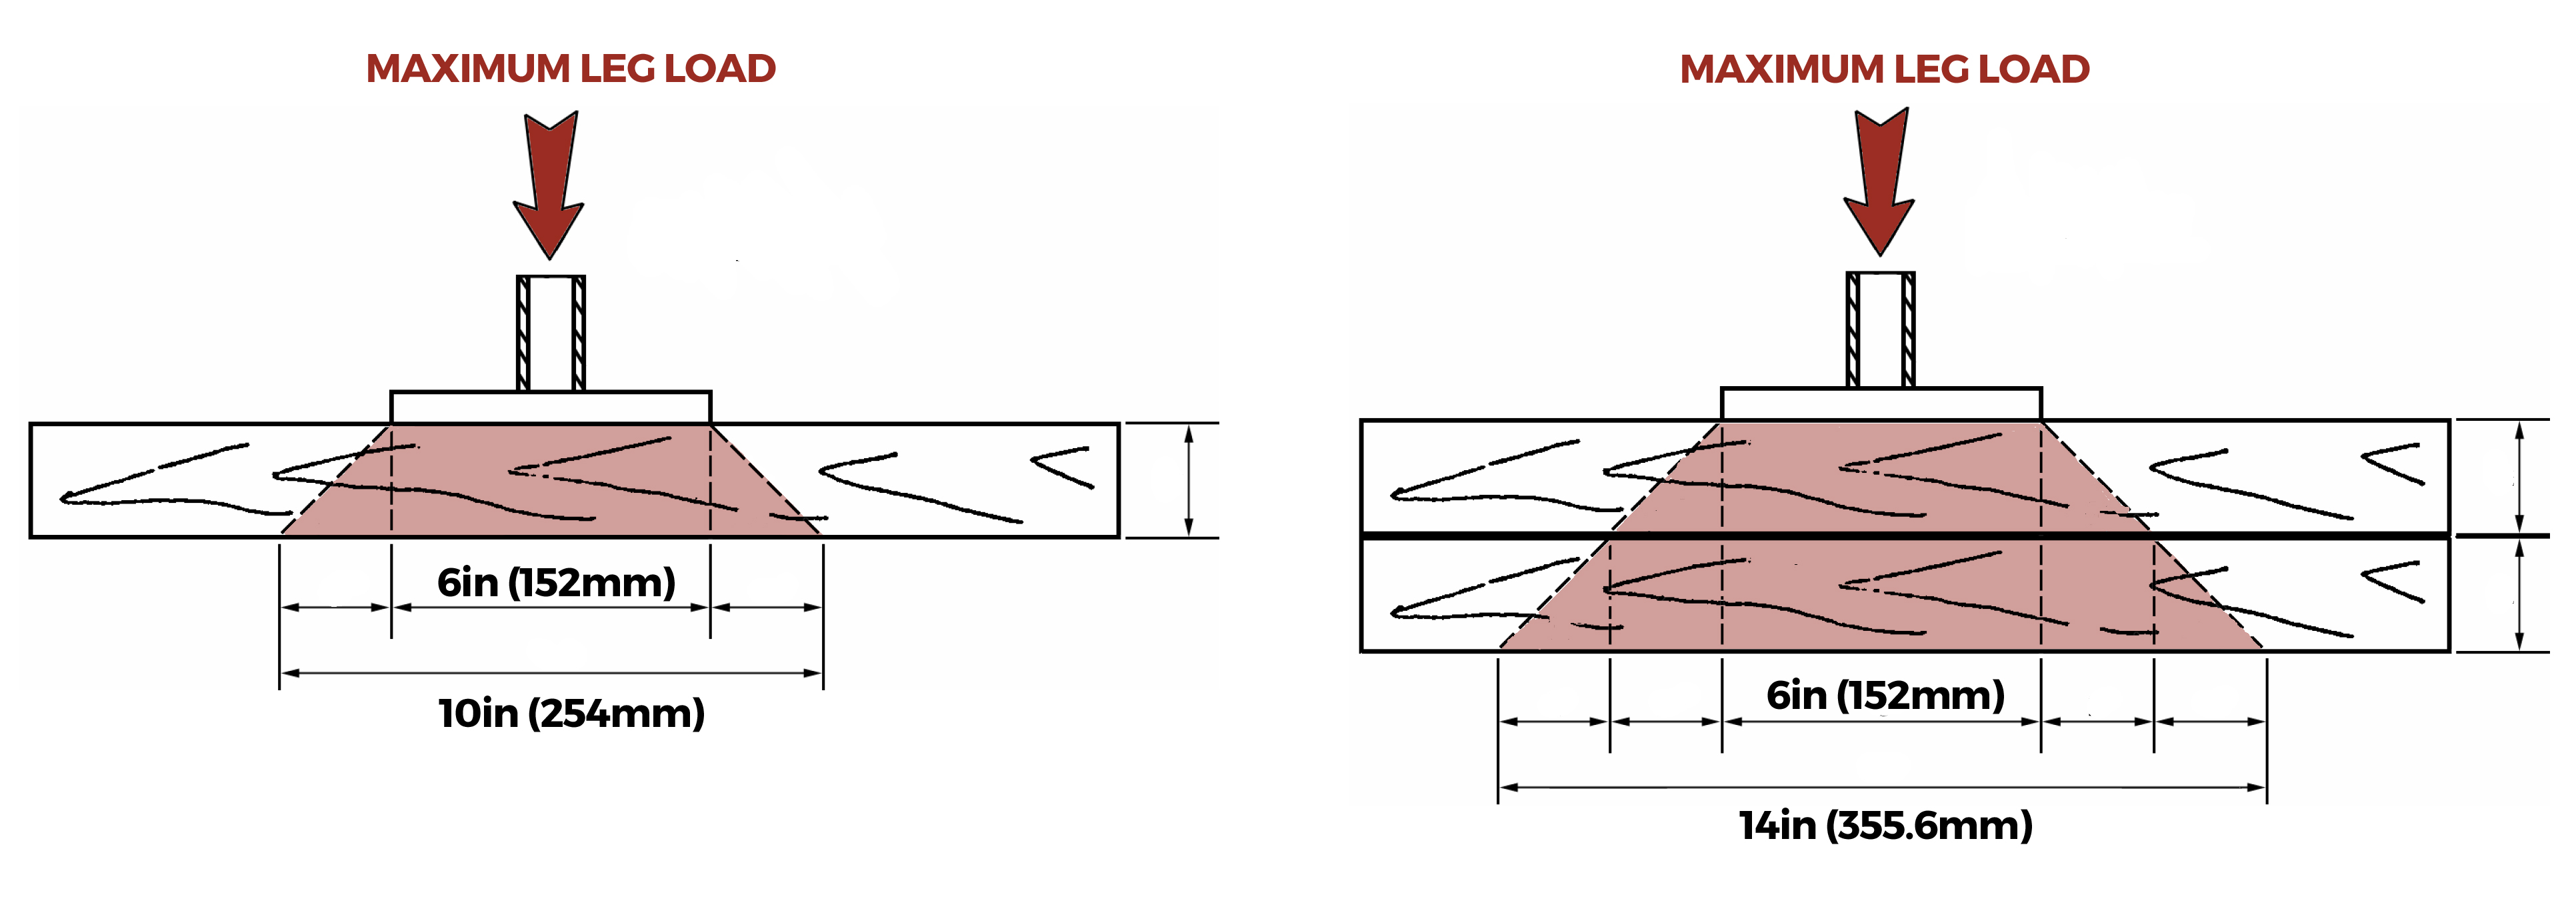 MAXIMUM LEG LOAD
6in (152mm)
10in (254mm)
MAXIMUM LEG LOAD
6in (152mm)
14in (355.6mm)